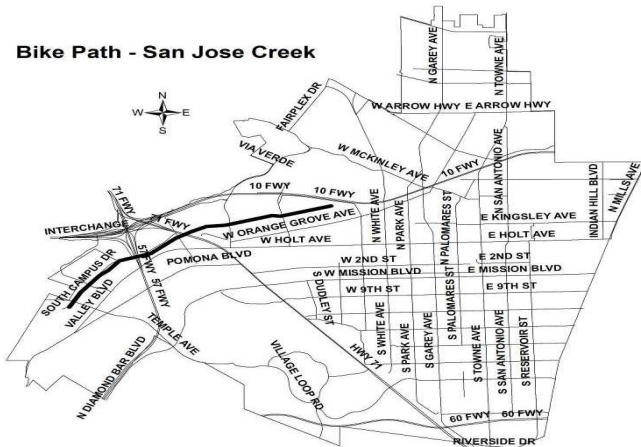 Bike Path - San Jose Creek
N
W E
S
N GAREY AVE
N TOWNE AVE
FAIRPLEX DR
W ARROW HWY E ARROW HWY
VIA VERDE
W MCKINLEY AVE
10 FWY
N SAN ANTONIO AVE
INDIAN HILL BLVD
N MILLS AVE
71 FWY
10 FWY 10 FWY
N WHITE AVE
N PARK AVE
N PALOMARES ST
INTERCHANGE
71 FWY
W ORANGE GROVE AVE
E KINGSLEY AVE
W HOLT AVE
E HOLT AVE
SOUTH CAMPUS DR
57 FWY 57 FWY
POMONA BLVD
W 2ND ST
E 2ND ST
W MISSION BLVD
E MISSION BLVD
VALLEY BLVD
S DUDLEY ST
W 9TH ST
E 9TH ST
TEMPLE AVE
HWY 71
S WHITE AVE
S PARK AVE
S GAREY AVE
S PALOMARES ST
S TOWNE AVE
S SAN ANTONIO AVE
S RESERVOIR ST
N DIAMOND BAR BLVD
VILLAGE LOOP RD
60 FWY 60 FWY
RIVERSIDE DR